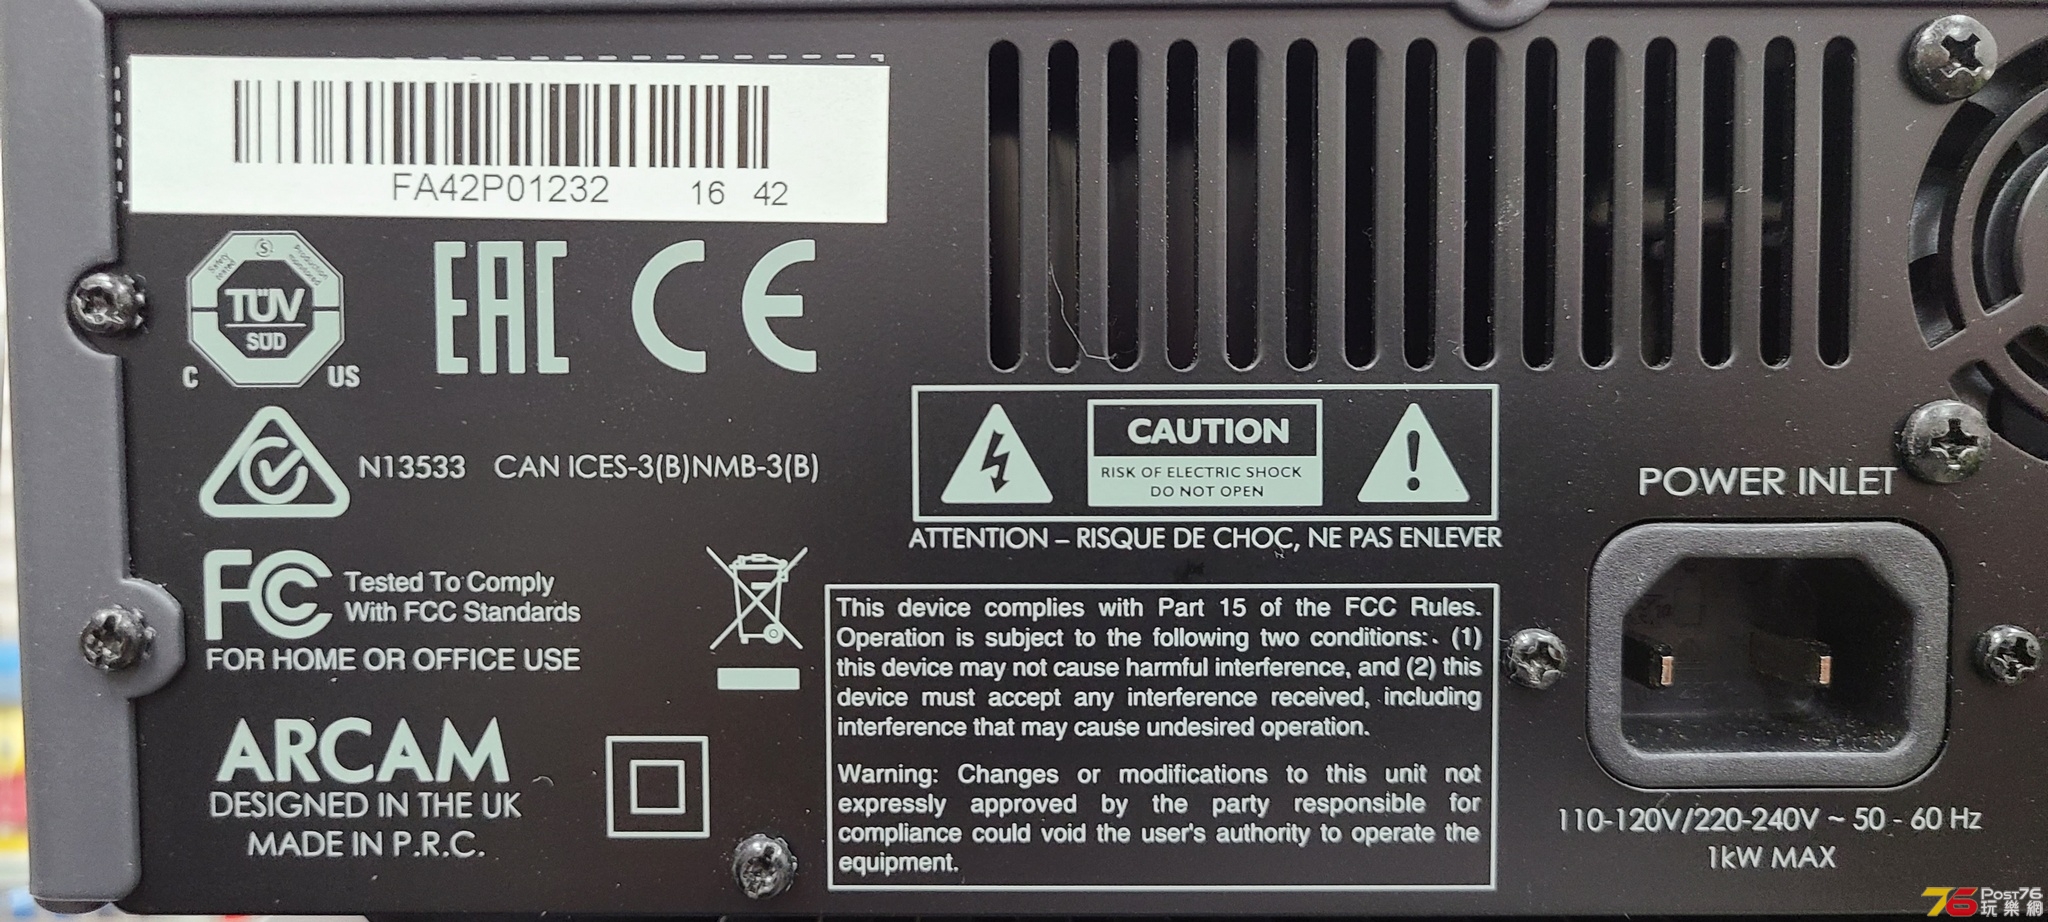 FA42P01232 16 42
Safety tested
S
Production monitored
TÜV
SÜD
C US
EAC CE
N13533 CAN ICES-3(B)NMB-3(B)
FC Tested To Comply
With FCC Standards
FOR HOME OR OFFICE USE
ARCAM
DESIGNED IN THE UK
MADE IN P.R.C.
CAUTION
RISK OF ELECTRIC SHOCK
DO NOT OPEN
ATTENTION – RISQUE DE CHOC, NE PAS ENLEVER
This device complies with Part 15 of the FCC Rules.
Operation is subject to the following two conditions: (1)
this device may not cause harmful interference, and (2) this
device must accept any interference received, including
interference that may cause undesired operation.
Warning: Changes or modifications to this unit not
expressly approved by the party responsible for
compliance could void the user's authority to operate the
equipment.
POWER INLET
110-120V/220-240V ~ 50 - 60 Hz
1kW MAX
76 POST76
玩樂網